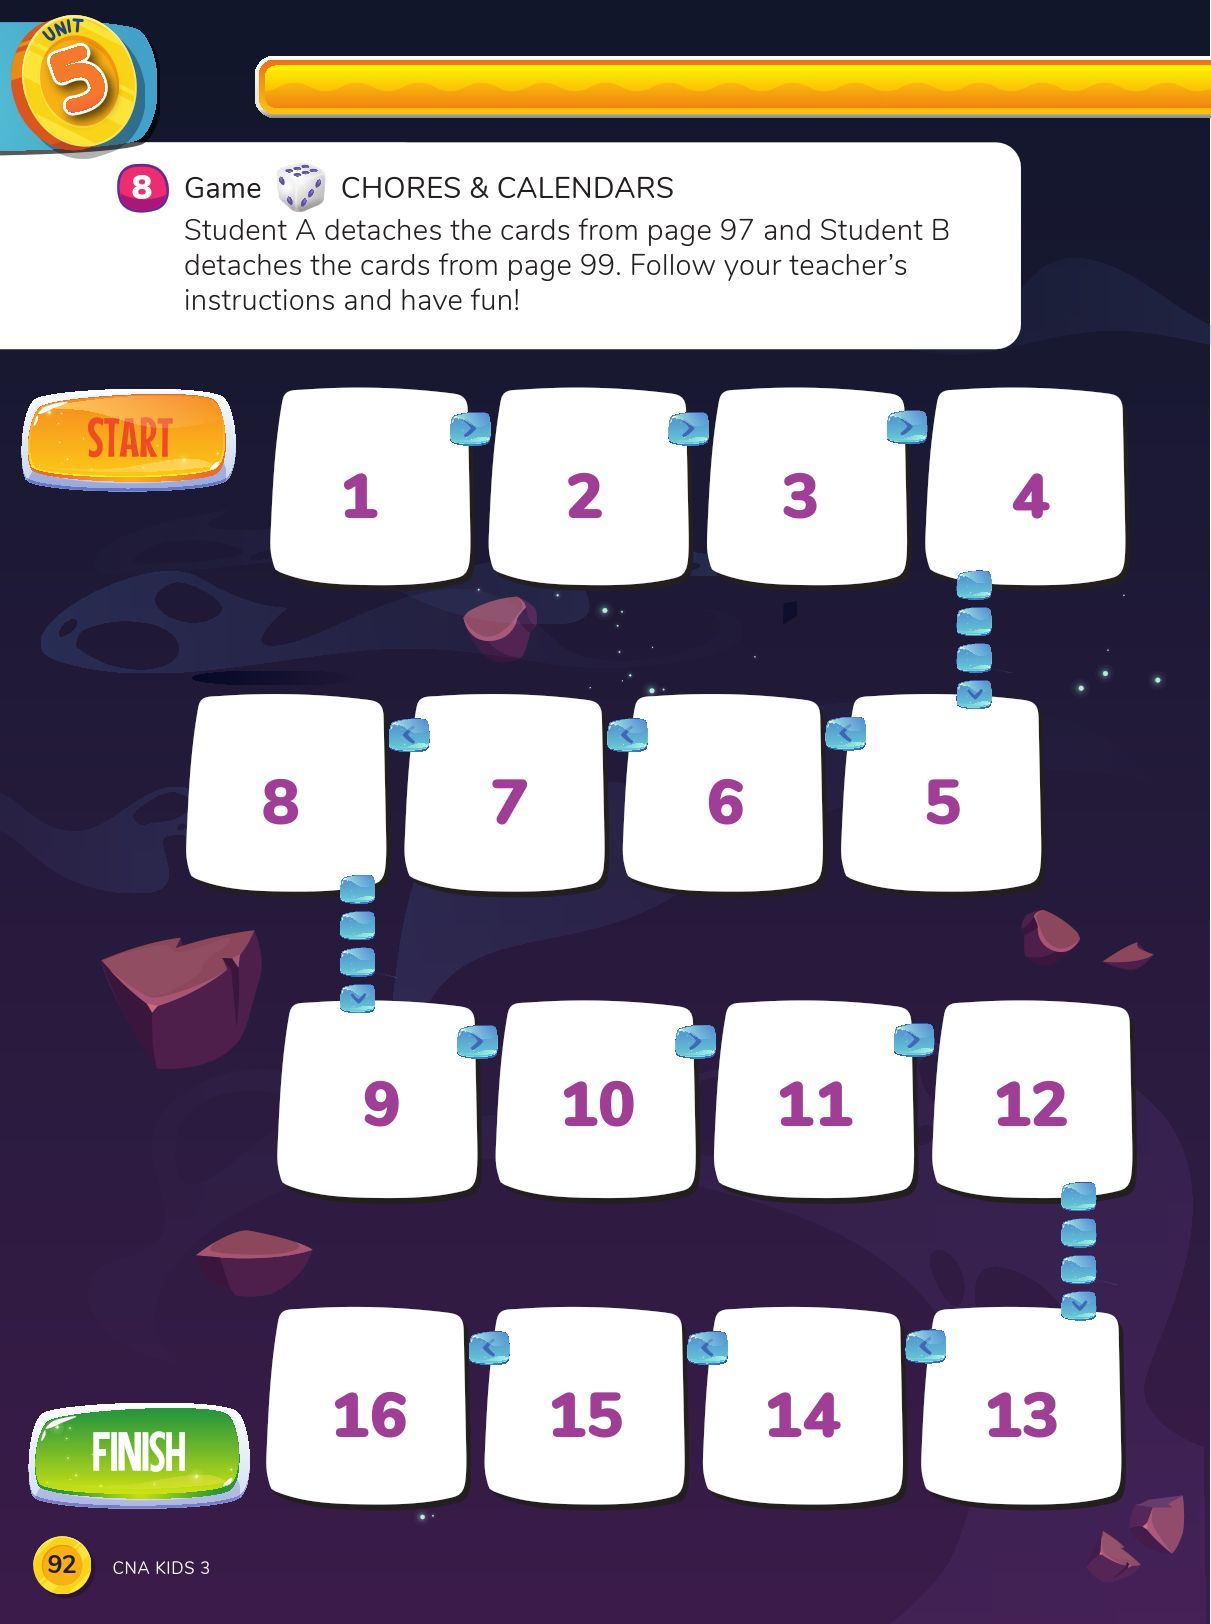 UNIT
5
8 Game CHORES & CALENDARS
Student A detaches the cards from page 97 and Student B
detaches the cards from page 99. Follow your teacher’s
instructions and have fun!
START
1 2 3 4
8 7 6 5
9 10 11 12
16 15 14 13
FINISH
92 CNA KIDS 3